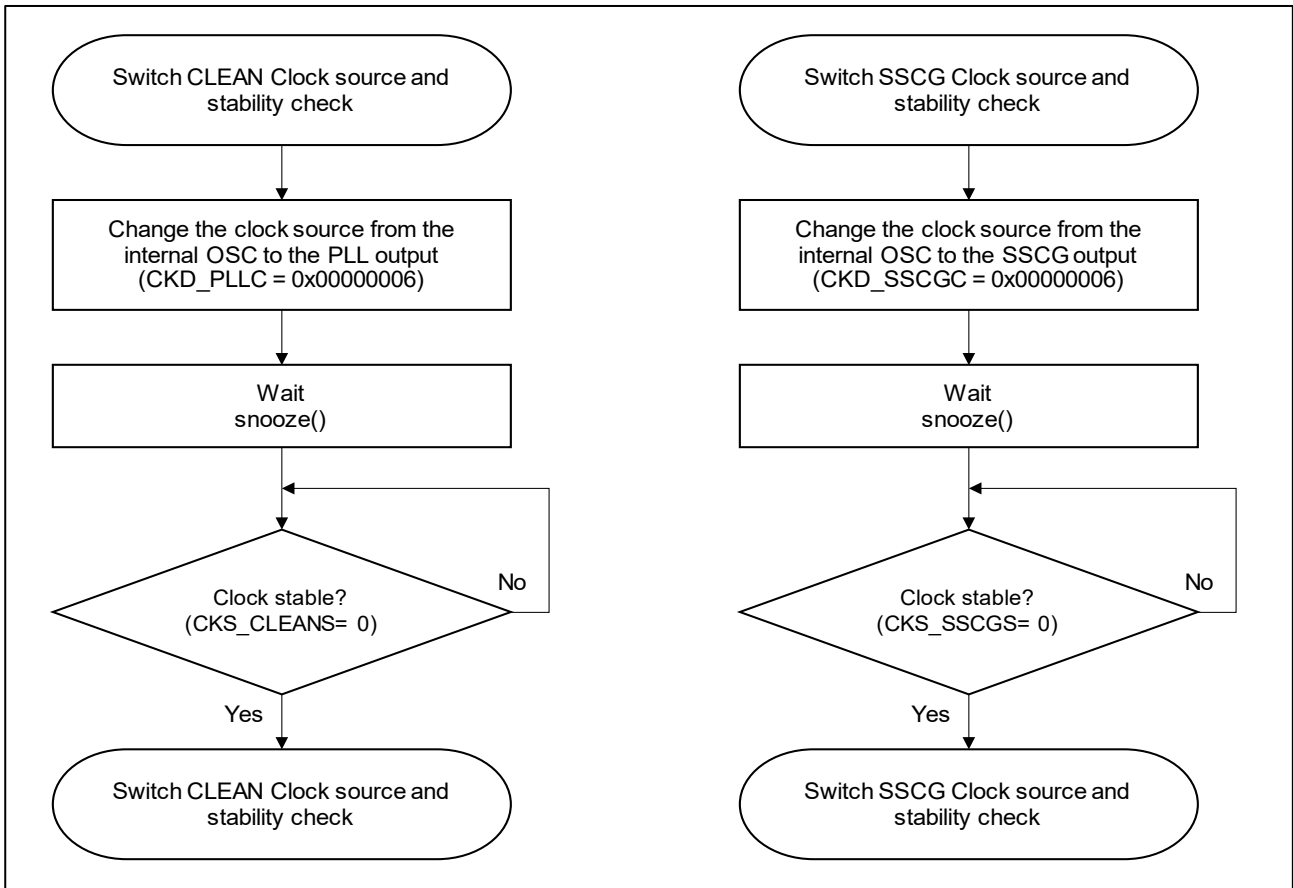 Switch CLEAN Clock source and
stability check
Change the clock source from the
internal OSC to the PLL output
(CKD_PLLC = 0x00000006)
Wait
snooze()
Clock stable?
(CKS_CLEANS= 0)
No
Yes
Switch CLEAN Clock source and
stability check
Switch SSCG Clock source and
stability check
Change the clock source from the
internal OSC to the SSCG output
(CKD_SSCGC = 0x00000006)
Wait
snooze()
Clock stable?
(CKS_SSCGS= 0)
No
Yes
Switch SSCG Clock source and
stability check